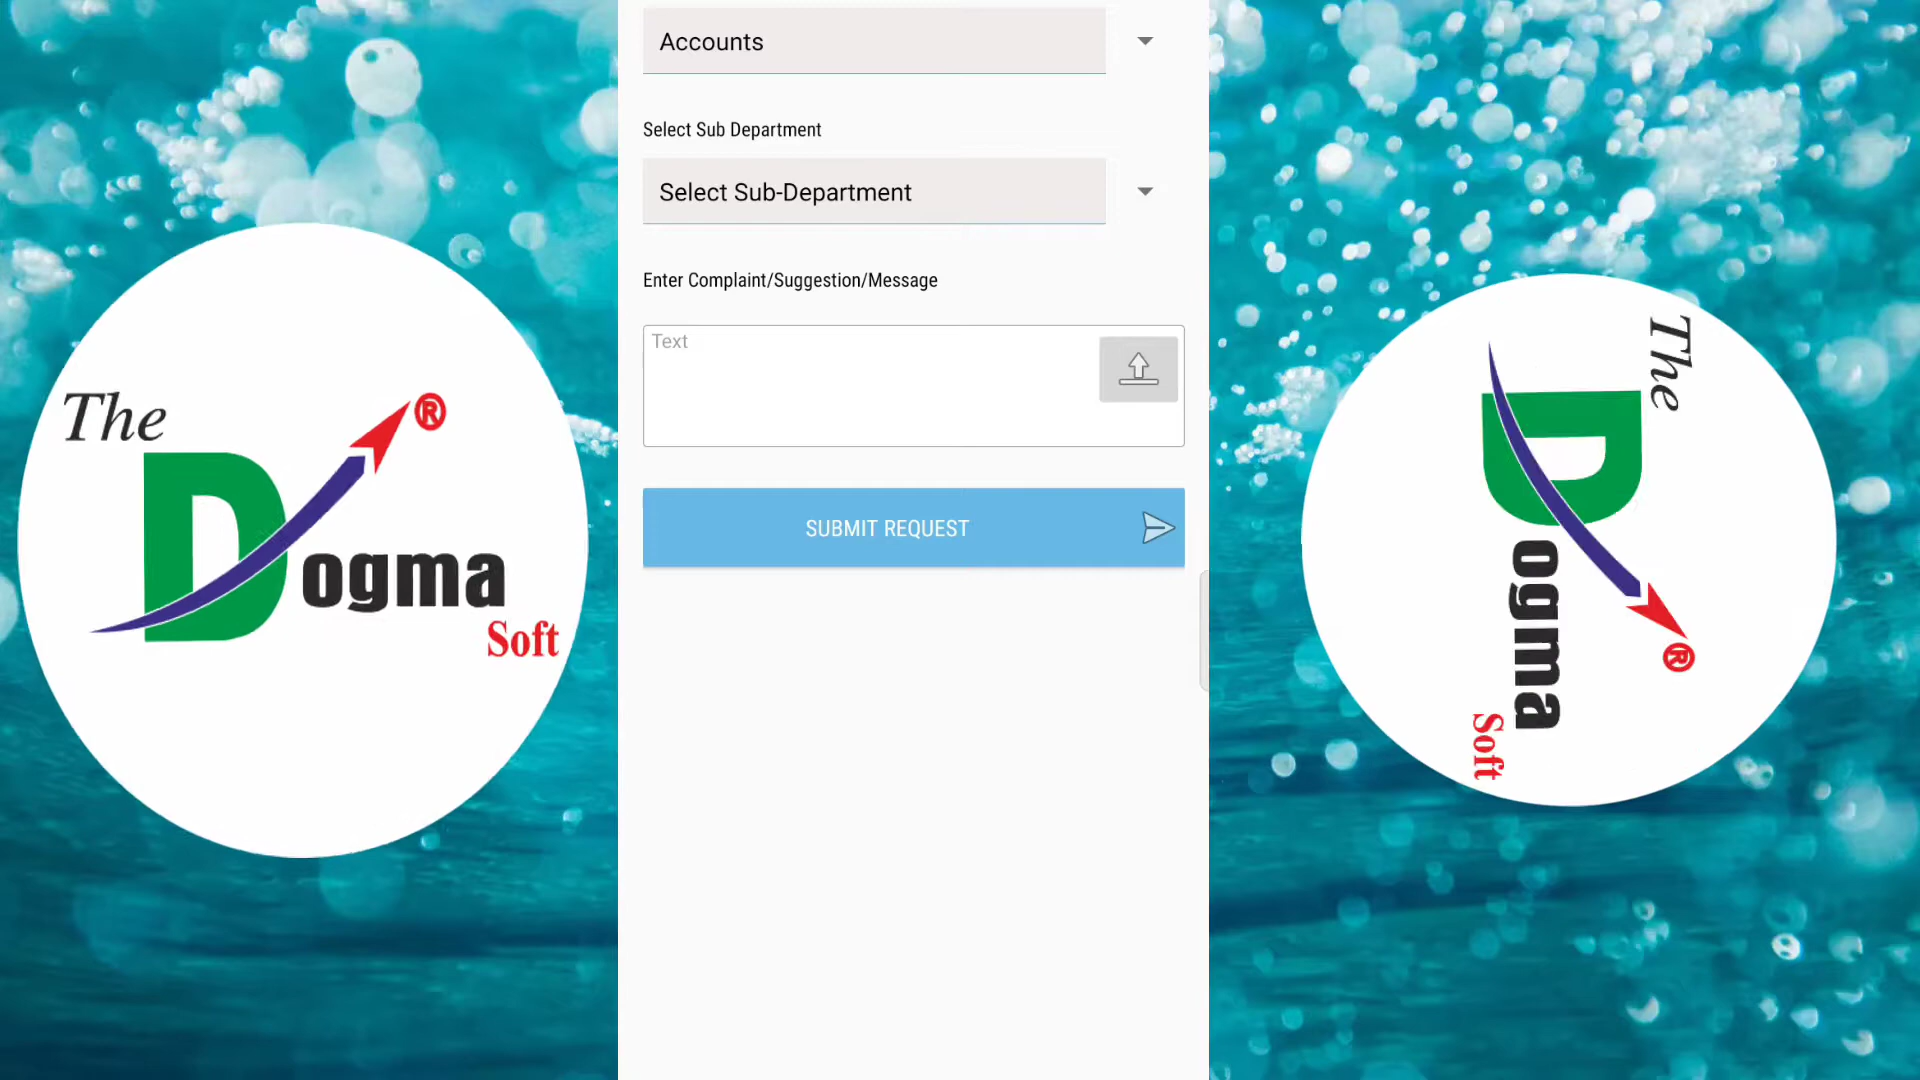 The
Dogma
Soft
®
Accounts
Select Sub Department
Select Sub-Department
Enter Complaint/Suggestion/Message
Text
SUBMIT REQUEST
The
Dogma
Soft
®